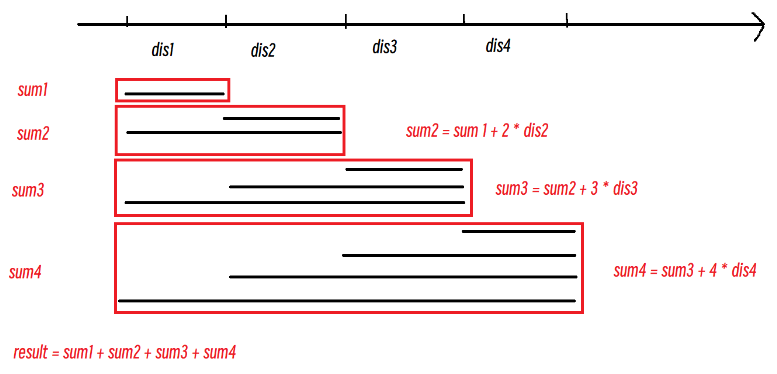 dis1 dis2 dis3 dis4
sum1
sum2 sum2 = sum 1 + 2 * dis2
sum3 sum3 = sum2 + 3 * dis3
sum4 sum4 = sum3 + 4 * dis4
result = sum1 + sum2 + sum3 + sum4